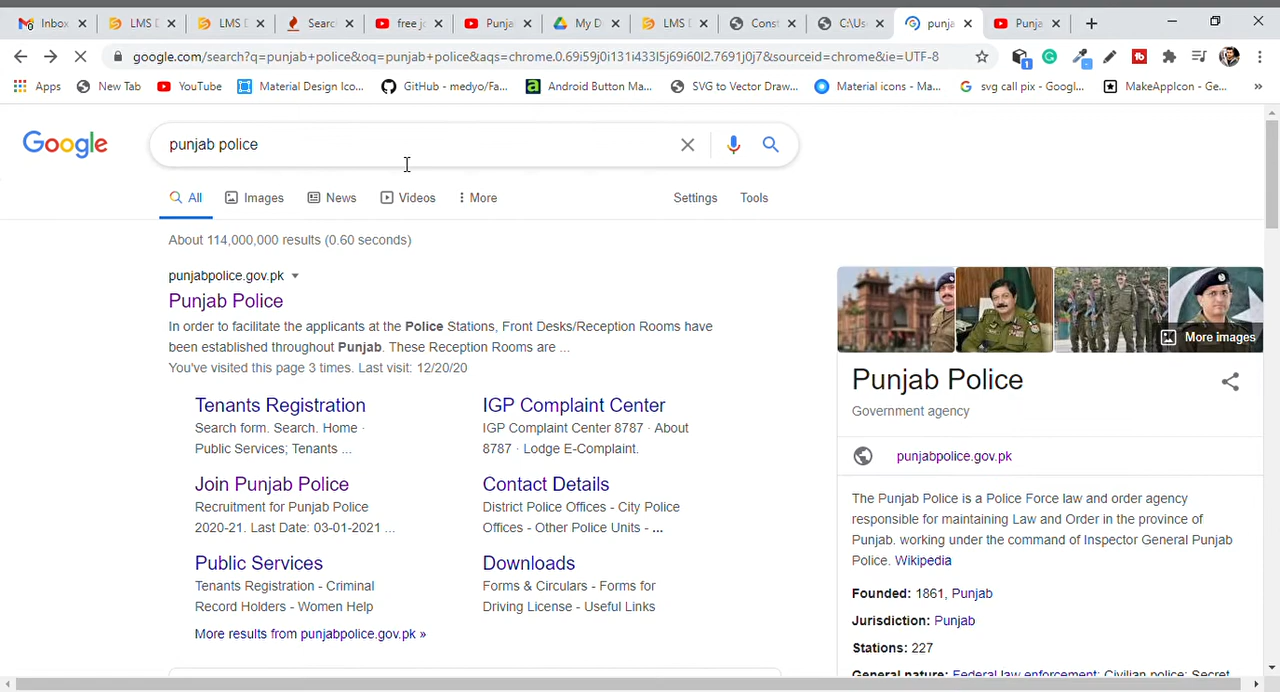 Inbox
LMS D
LMS D
Searc
free jo
Punja
My D
LMS D
Const
C:\Us
punja
Punja
google.com/search?q=punjab+police&oq=punjab+police&aqs=chrome.0.69i59j0i131i433l5j69i60l2.7691j0j7&sourceid=chrome&ie=UTF-8
Apps
New Tab
YouTube
Material Design Ico...
GitHub - medyo/Fa...
Android Button Ma...
SVG to Vector Draw...
Material icons - Ma...
svg call pix - Googl...
MakeAppIcon - Ge...
»
Google
punjab police
All
Images
News
Videos
More
Settings
Tools
About 114,000,000 results (0.60 seconds)
punjabpolice.gov.pk
Punjab Police
In order to facilitate the applicants at the Police Stations, Front Desks/Reception Rooms have
been established throughout Punjab. These Reception Rooms are ...
You've visited this page 3 times. Last visit: 12/20/20
Tenants Registration
Search form. Search. Home ·
Public Services; Tenants ...
IGP Complaint Center
IGP Complaint Center 8787 · About
8787 · Lodge E-Complaint.
Join Punjab Police
Recruitment for Punjab Police
2020-21. Last Date: 03-01-2021 ...
Contact Details
District Police Offices - City Police
Offices - Other Police Units - ...
Public Services
Tenants Registration - Criminal
Record Holders - Women Help
Downloads
Forms & Circulars - Forms for
Driving License - Useful Links
More results from punjabpolice.gov.pk »
More images
Punjab Police
Government agency
punjabpolice.gov.pk
The Punjab Police is a Police Force law and order agency
responsible for maintaining Law and Order in the province of
Punjab. working under the command of Inspector General Punjab
Police. Wikipedia
Founded: 1861, Punjab
Jurisdiction: Punjab
Stations: 227
General nature: Federal law enforcement; Civilian police; Secret